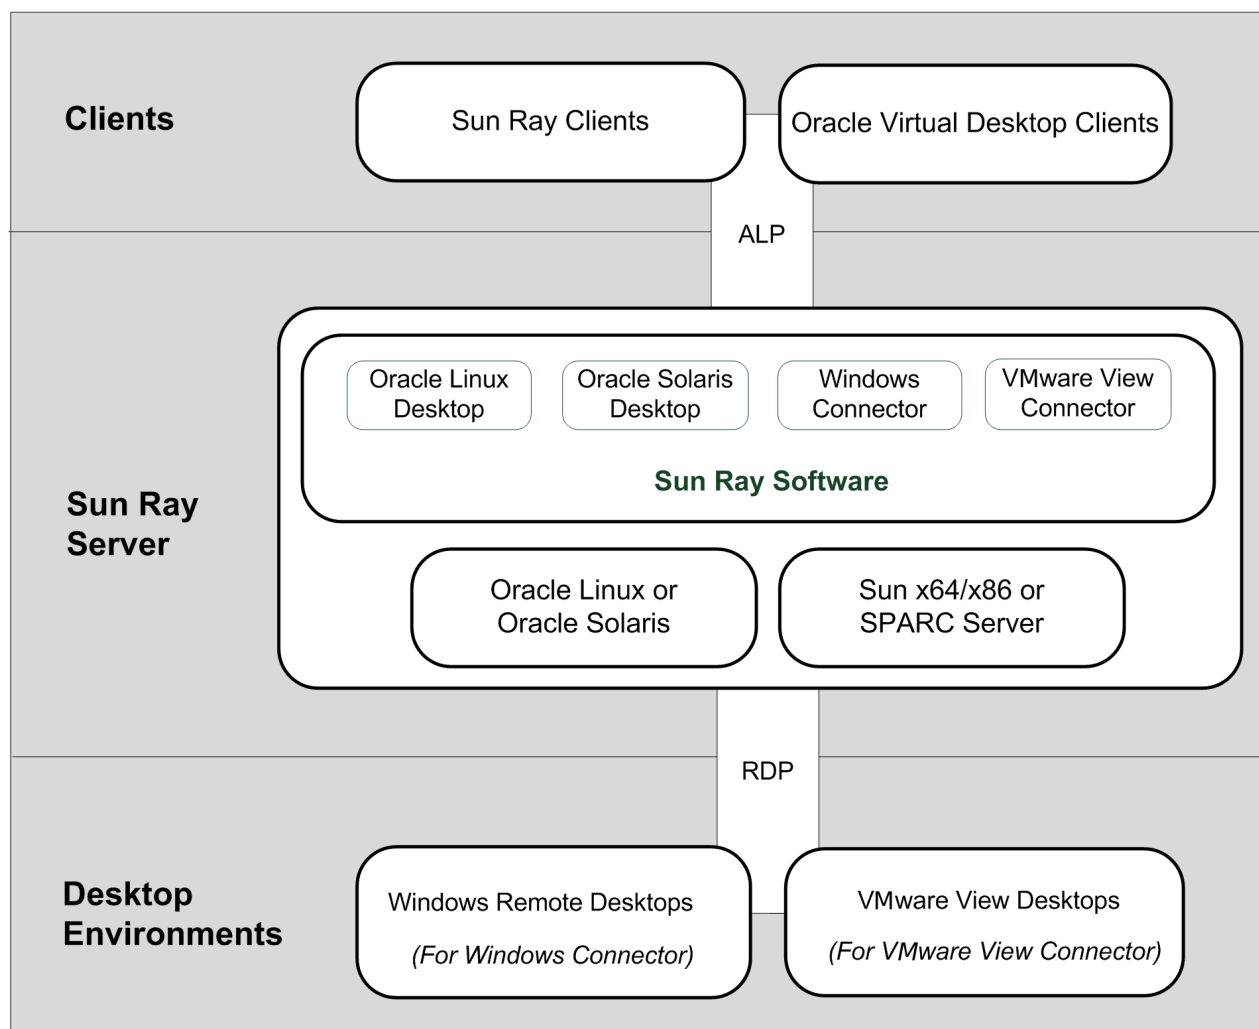 Clients
Sun Ray Clients
Oracle Virtual Desktop Clients
ALP
Sun Ray
Server
Oracle Linux
Desktop
Oracle Solaris
Desktop
Windows
Connector
VMware View
Connector
Sun Ray Software
Oracle Linux or
Oracle Solaris
Sun x64/x86 or
SPARC Server
RDP
Desktop
Environments
Windows Remote Desktops
(For Windows Connector)
VMware View Desktops
(For VMware View Connector)